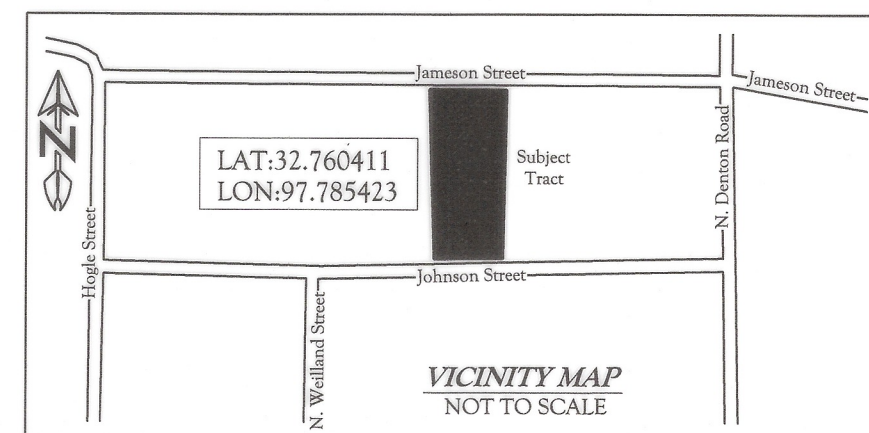 Jameson Street
Jameson Street
N
LAT:32.760411
LON:97.785423
Subject
Tract
N. Denton Road
Hogle Street
Johnson Street
N. Weilland Street
VICINITY MAP
NOT TO SCALE